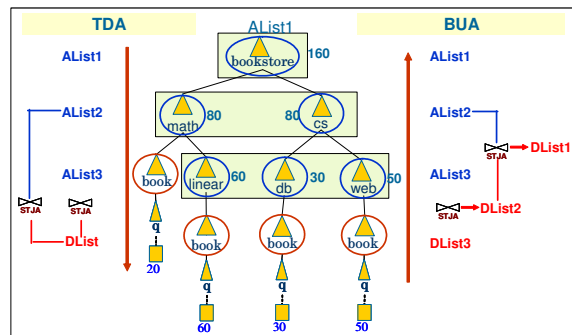 TDA
AList1
BUA
AList1
bookstore
160
AList1
AList2
math
80
80
cs
AList2
STJA
DList1
AList3
book
linear
60
db
30
web
50
AList3
STJA
STJA
STJA
DList2
DList
q
book
book
book
DList3
20
q
q
q
60
30
50